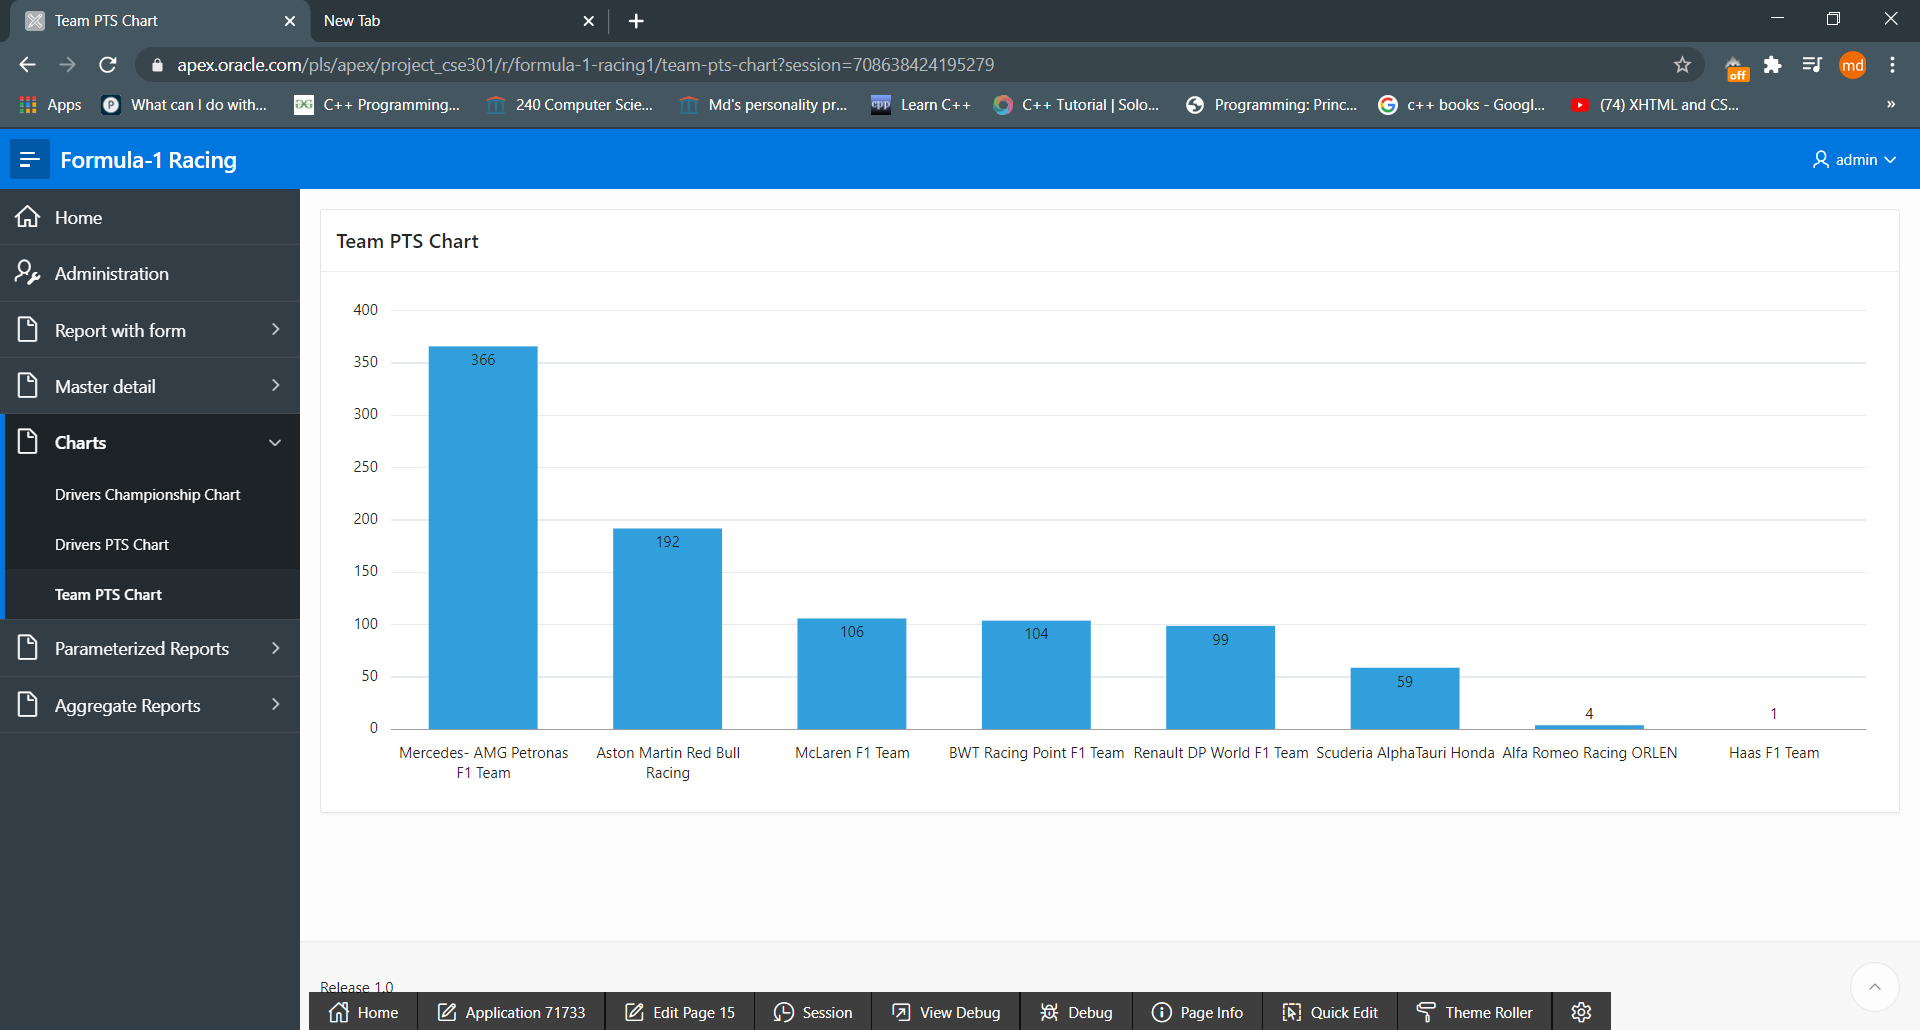 Team PTS Chart
New Tab
apex.oracle.com/pls/apex/project_cse301/r/formula-1-racing1/team-pts-chart?session=708638424195279
off
md
Apps
What can I do with...
C++ Programming...
240 Computer Scie...
Md's personality pr...
cpp
Learn C++
C++ Tutorial | Solo...
Programming: Princ...
c++ books - Googl...
(74) XHTML and CS...
»
Formula-1 Racing
admin
Home
Administration
Report with form
Master detail
Charts
Drivers Championship Chart
Drivers PTS Chart
Team PTS Chart
Parameterized Reports
Aggregate Reports
Team PTS Chart
400
350
300
250
200
150
100
50
0
366
192
106
104
99
59
4
1
Mercedes- AMG Petronas
F1 Team
Aston Martin Red Bull
Racing
McLaren F1 Team
BWT Racing Point F1 Team
Renault DP World F1 Team
Scuderia AlphaTauri Honda
Alfa Romeo Racing ORLEN
Haas F1 Team
Release 1.0
Home
Application 71733
Edit Page 15
Session
View Debug
Debug
Page Info
Quick Edit
Theme Roller